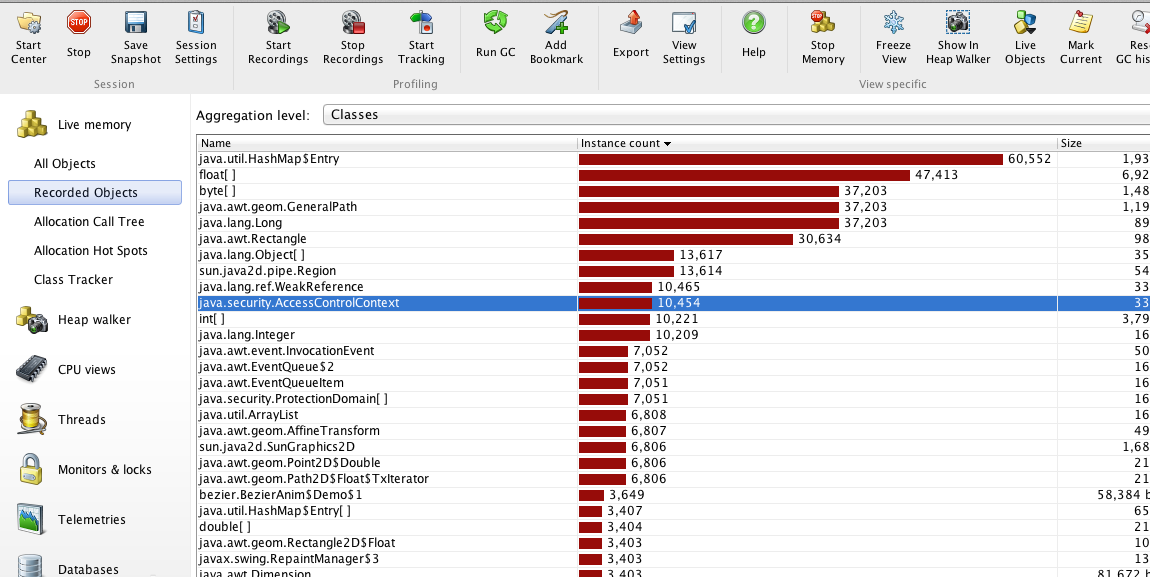 Start Center
Stop
Save Snapshot
Session Settings
Start Recordings
Stop Recordings
Start Tracking
Run GC
Add Bookmark
Export
View Settings
Help
Stop Memory
Freeze View
Show In Heap Walker
Live Objects
Mark Current
GC his
Session
Profiling
View specific
Live memory
All Objects
Recorded Objects
Allocation Call Tree
Allocation Hot Spots
Class Tracker
Heap walker
CPU views
Threads
Monitors & locks
Telemetries
Databases
Aggregation level: Classes
Name Instance count Size
java.util.HashMap$Entry 60,552 1,93
float[ ] 47,413 6,92
byte[ ] 37,203 1,48
java.awt.geom.GeneralPath 37,203 1,19
java.lang.Long 37,203 89
java.awt.Rectangle 30,634 98
java.lang.Object[ ] 13,617 35
sun.java2d.pipe.Region 13,614 54
java.lang.ref.WeakReference 10,465 33
java.security.AccessControlContext 10,454 33
int[ ] 10,221 3,79
java.lang.Integer 10,209 16
java.awt.event.InvocationEvent 7,052 50
java.awt.EventQueue$2 7,052 16
java.awt.EventQueueItem 7,051 16
java.security.ProtectionDomain[ ] 7,051 16
java.util.ArrayList 6,808 16
java.awt.geom.AffineTransform 6,807 49
sun.java2d.SunGraphics2D 6,806 1,68
java.awt.geom.Point2D$Double 6,806 21
java.awt.geom.Path2D$Float$TxIterator 6,806 21
bezier.BezierAnim$Demo$1 3,649 58,384 b
java.util.HashMap$Entry[ ] 3,407 65
double[ ] 3,404 21
java.awt.geom.Rectangle2D$Float 3,403 10
javax.swing.RepaintManager$3 3,403 13
java.awt.Dimension 3,403 81,672 b